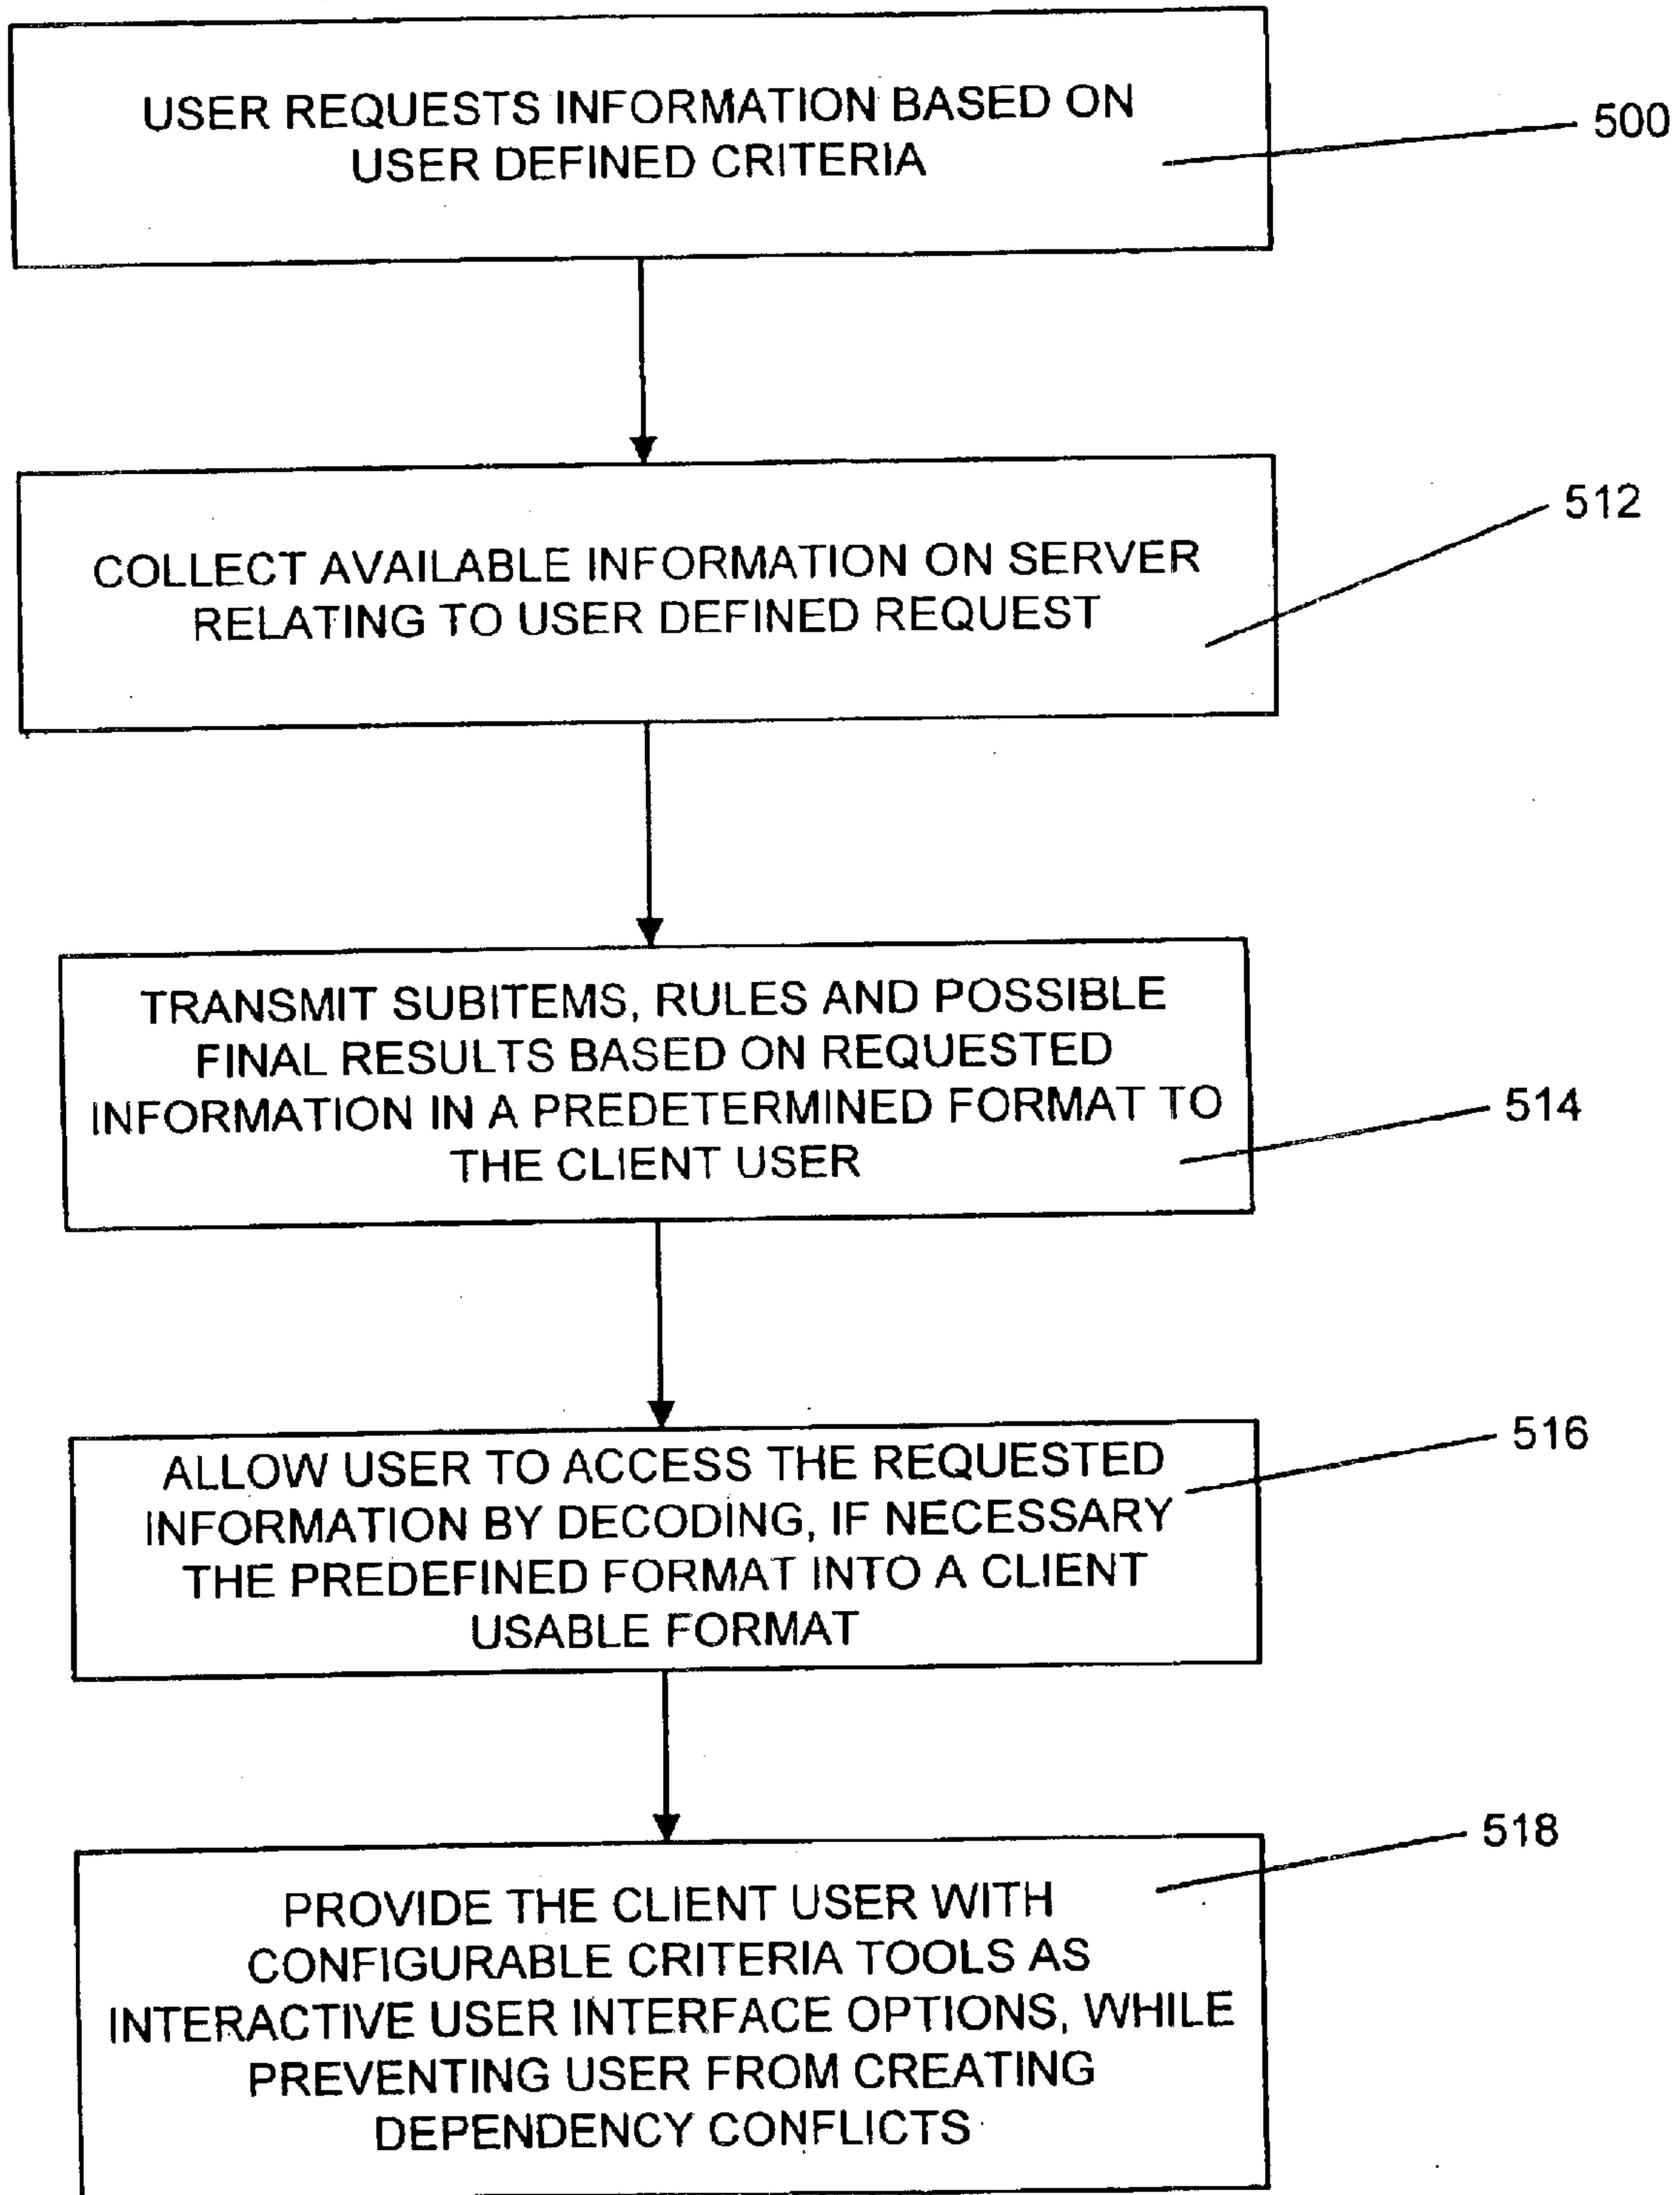 USER REQUESTS INFORMATION BASED ON
USER DEFINED CRITERIA
500
COLLECT AVAILABLE INFORMATION ON SERVER
RELATING TO USER DEFINED REQUEST
512
TRANSMIT SUBITEMS, RULES AND POSSIBLE
FINAL RESULTS BASED ON REQUESTED
INFORMATION IN A PREDETERMINED FORMAT TO
THE CLIENT USER
514
ALLOW USER TO ACCESS THE REQUESTED
INFORMATION BY DECODING, IF NECESSARY
THE PREDEFINED FORMAT INTO A CLIENT
USABLE FORMAT
516
PROVIDE THE CLIENT USER WITH
CONFIGURABLE CRITERIA TOOLS AS
INTERACTIVE USER INTERFACE OPTIONS, WHILE
PREVENTING USER FROM CREATING
DEPENDENCY CONFLICTS
518